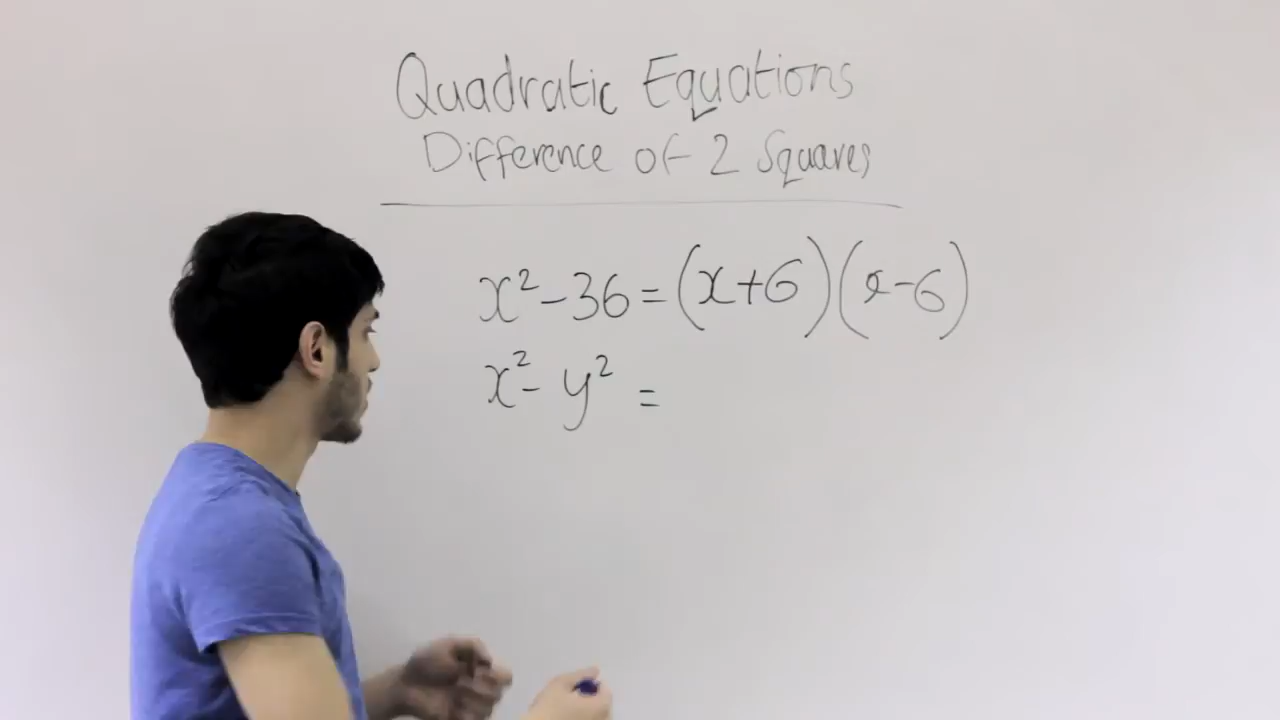 Quadratic Equations
Difference of 2 Squares
x² - 36 = (x+6)(x-6)
x² - y² =